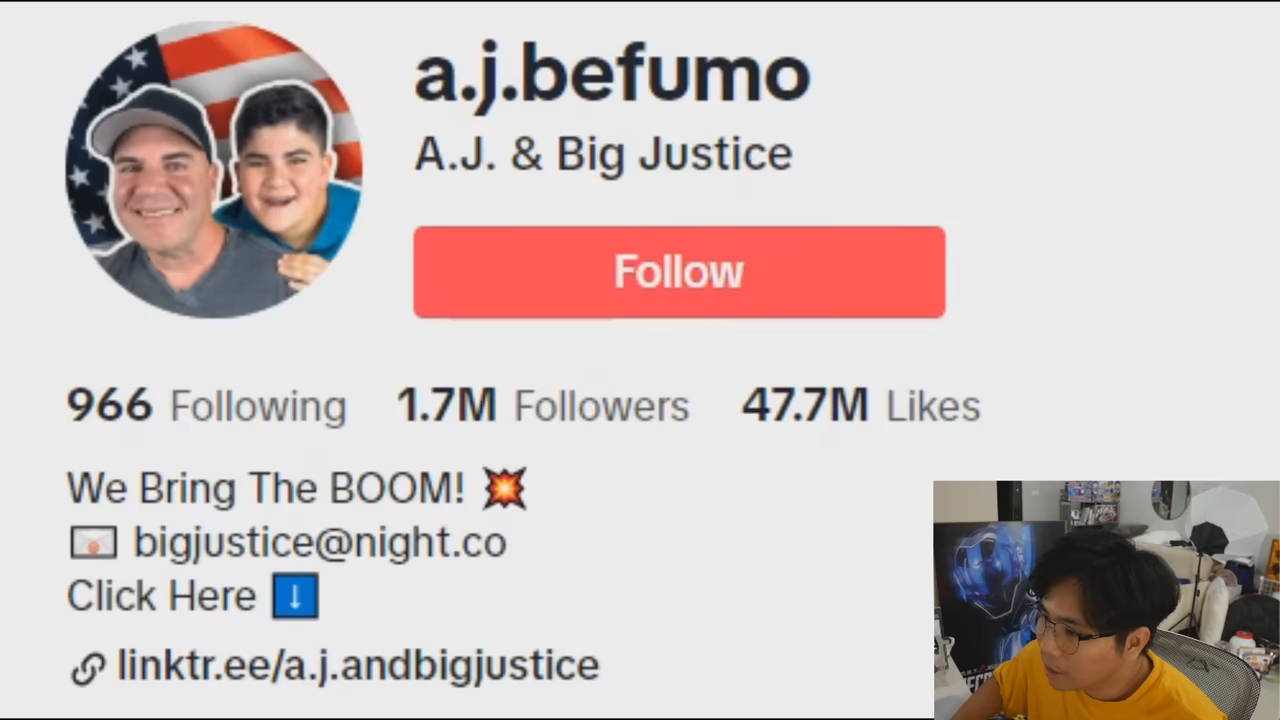 a.j.befumo
A.J. & Big Justice
Follow
966 Following 1.7M Followers 47.7M Likes
We Bring The BOOM! 💥
bigjustice@night.co
Click Here ⬇
linktr.ee/a.j.andbigjustice